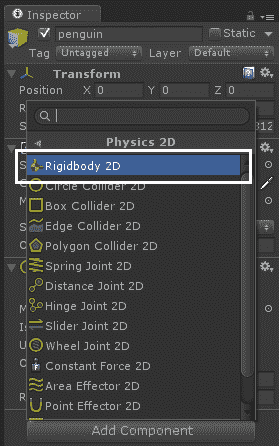 Inspector
penguin Static
Tag Untagged Layer Default
Transform
Position X 0 Y 0 Z 0
Physics 2D
Rigidbody 2D
Circle Collider 2D
Box Collider 2D
Edge Collider 2D
Polygon Collider 2D
Spring Joint 2D
Distance Joint 2D
Hinge Joint 2D
Slider Joint 2D
Wheel Joint 2D
Constant Force 2D
Area Effector 2D
Point Effector 2D
Add Component